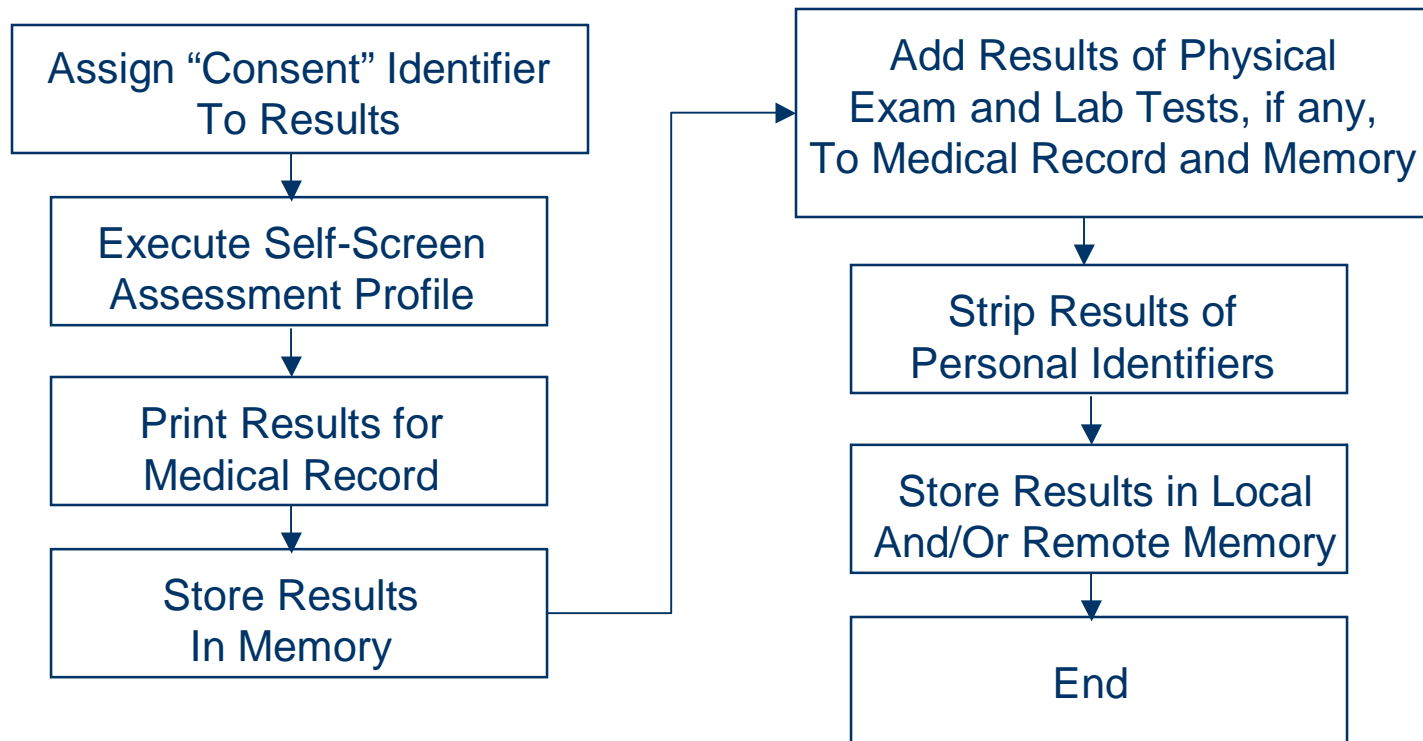 Assign “Consent” Identifier
To Results
Execute Self-Screen
Assessment Profile
Print Results for
Medical Record
Store Results
In Memory
Add Results of Physical
Exam and Lab Tests, if any,
To Medical Record and Memory
Strip Results of
Personal Identifiers
Store Results in Local
And/Or Remote Memory
End